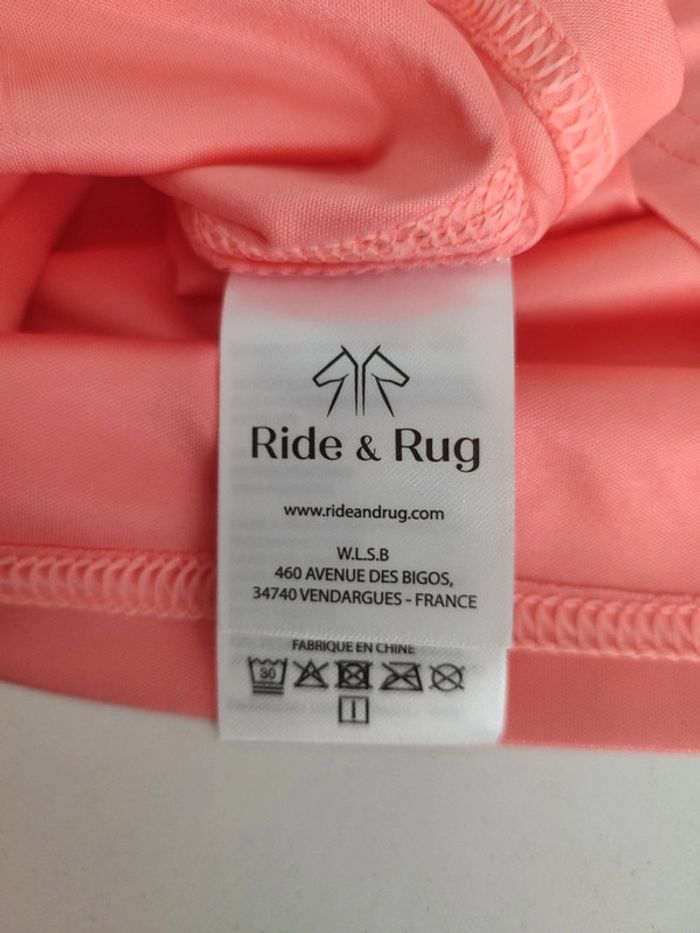 Ride & Rug
www.rideandrug.com
W.L.S.B
460 AVENUE DES BIGOS,
34740 VENDARGUES - FRANCE
FABRIQUE EN CHINE
30